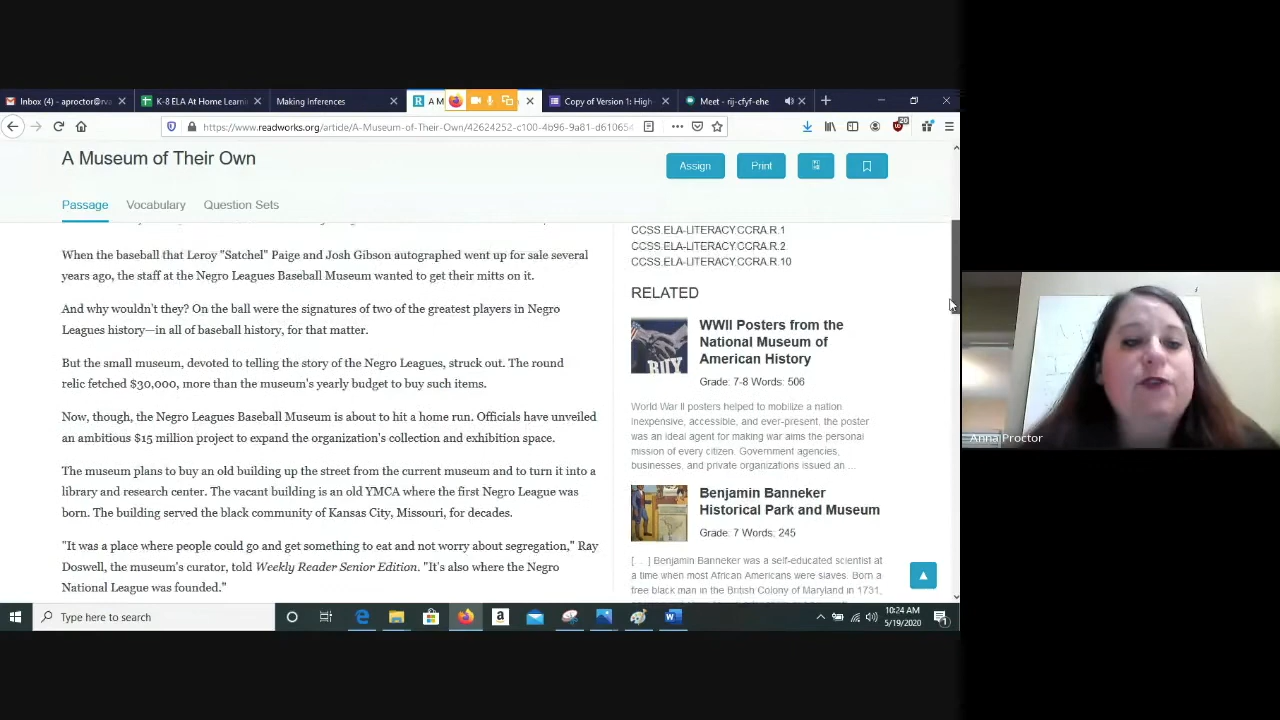 Inbox (4) - aproctor@rva
K-8 ELA At Home Learni
Making Inferences
A M
Copy of Version 1: High
Meet - rij-cfyf-ehe
https://www.readworks.org/article/A-Museum-of-Their-Own/42624252-c100-4b96-9a81-d610654
20
A Museum of Their Own
Assign
Print
Passage
Vocabulary
Question Sets
When the baseball that Leroy "Satchel" Paige and Josh Gibson autographed went up for sale several
years ago, the staff at the Negro Leagues Baseball Museum wanted to get their mitts on it.
And why wouldn't they? On the ball were the signatures of two of the greatest players in Negro
Leagues history—in all of baseball history, for that matter.
But the small museum, devoted to telling the story of the Negro Leagues, struck out. The round
relic fetched $30,000, more than the museum's yearly budget to buy such items.
Now, though, the Negro Leagues Baseball Museum is about to hit a home run. Officials have unveiled
an ambitious $15 million project to expand the organization's collection and exhibition space.
The museum plans to buy an old building up the street from the current museum and to turn it into a
library and research center. The vacant building is an old YMCA where the first Negro League was
born. The building served the black community of Kansas City, Missouri, for decades.
"It was a place where people could go and get something to eat and not worry about segregation," Ray
Doswell, the museum's curator, told Weekly Reader Senior Edition. "It's also where the Negro
National League was founded."
CCSS.ELA-LITERACY.CCRA.R.1
CCSS.ELA-LITERACY.CCRA.R.2
CCSS.ELA-LITERACY.CCRA.R.10
RELATED
BUY
WWII Posters from the
National Museum of
American History
Grade: 7-8 Words: 506
World War II posters helped to mobilize a nation
Inexpensive, accessible, and ever-present, the poster
was an ideal agent for making war aims the personal
mission of every citizen. Government agencies,
businesses, and private organizations issued an ...
Benjamin Banneker
Historical Park and Museum
Grade: 7 Words: 245
[... ] Benjamin Banneker was a self-educated scientist at
a time when most African Americans were slaves. Born a
free black man in the British Colony of Maryland in 1731,
Type here to search
10:24 AM
5/19/2020
Anna Proctor